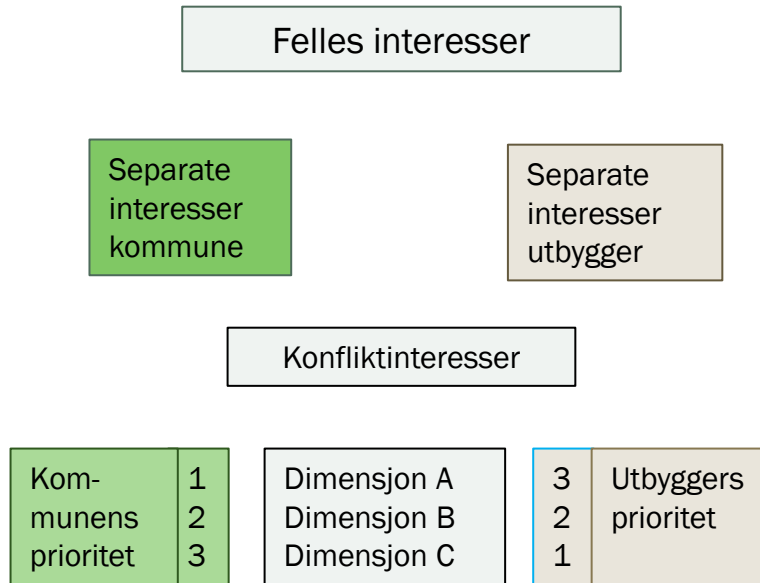 Felles interesser
Separate
interesser
kommune
Separate
interesser
utbygger
Konfliktinteresser
Kom-
munens
prioritet
1
2
3
Dimensjon A
Dimensjon B
Dimensjon C
3
2
1
Utbyggers
prioritet